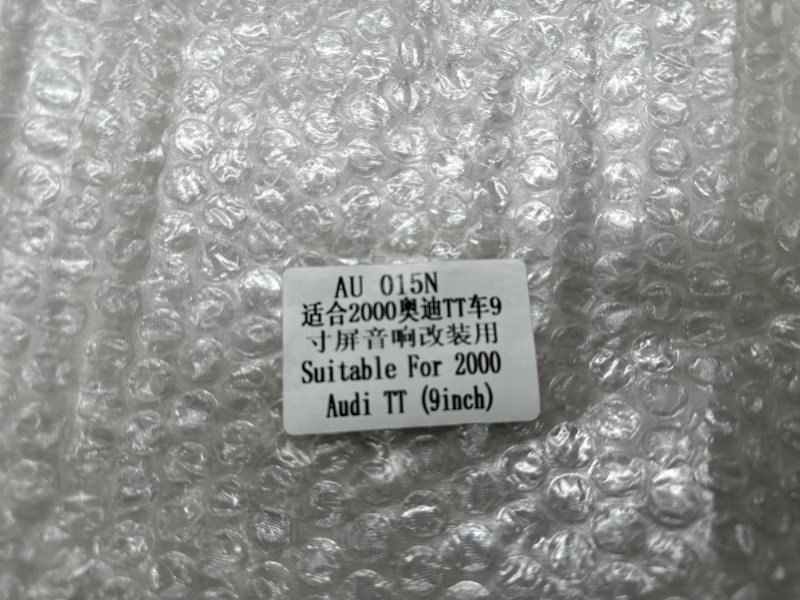 AU 015N
适合2000奥迪TT车9
寸屏音响改装用
Suitable For 2000
Audi TT (9inch)